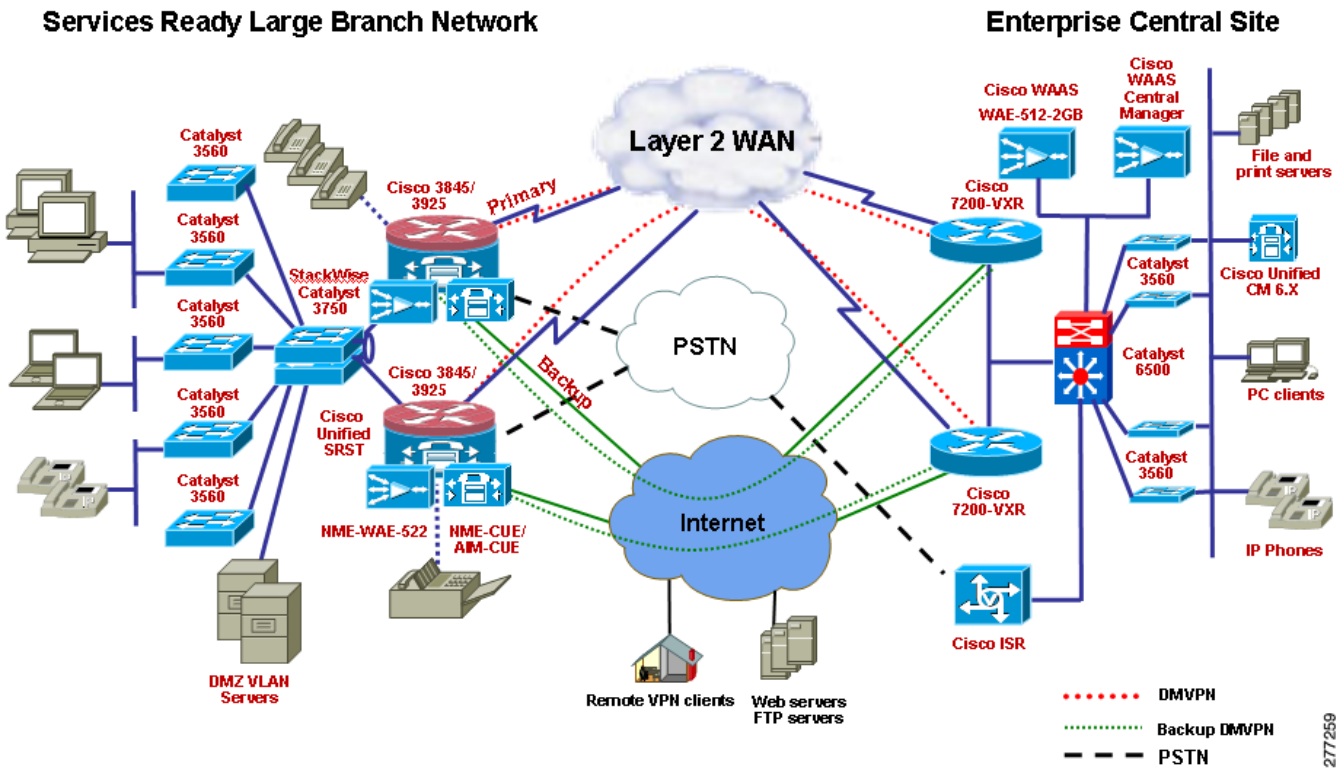 Services Ready Large Branch Network
Enterprise Central Site
Catalyst
3560
Catalyst
3560
Catalyst
3560
Catalyst
3560
Catalyst
3560
StackWise
Catalyst
3750
Cisco 3845/
3925
Primary
Cisco 3845/
3925
Backup
Cisco
Unified
SRST
NME-WAE-522
NME-CUE/
AIM-CUE
DMZ VLAN
Servers
Layer 2 WAN
PSTN
Internet
Remote VPN clients
Web servers
FTP servers
Cisco WAAS
WAE-512-2GB
Cisco
WAAS
Central
Manager
Cisco
7200-VXR
Cisco
7200-VXR
Cisco ISR
Catalyst
3560
Catalyst
6500
Catalyst
3560
File and
print servers
Cisco Unified
CM 6.X
PC clients
IP
IP
IP Phones
DMVPN
Backup DMVPN
PSTN
277259